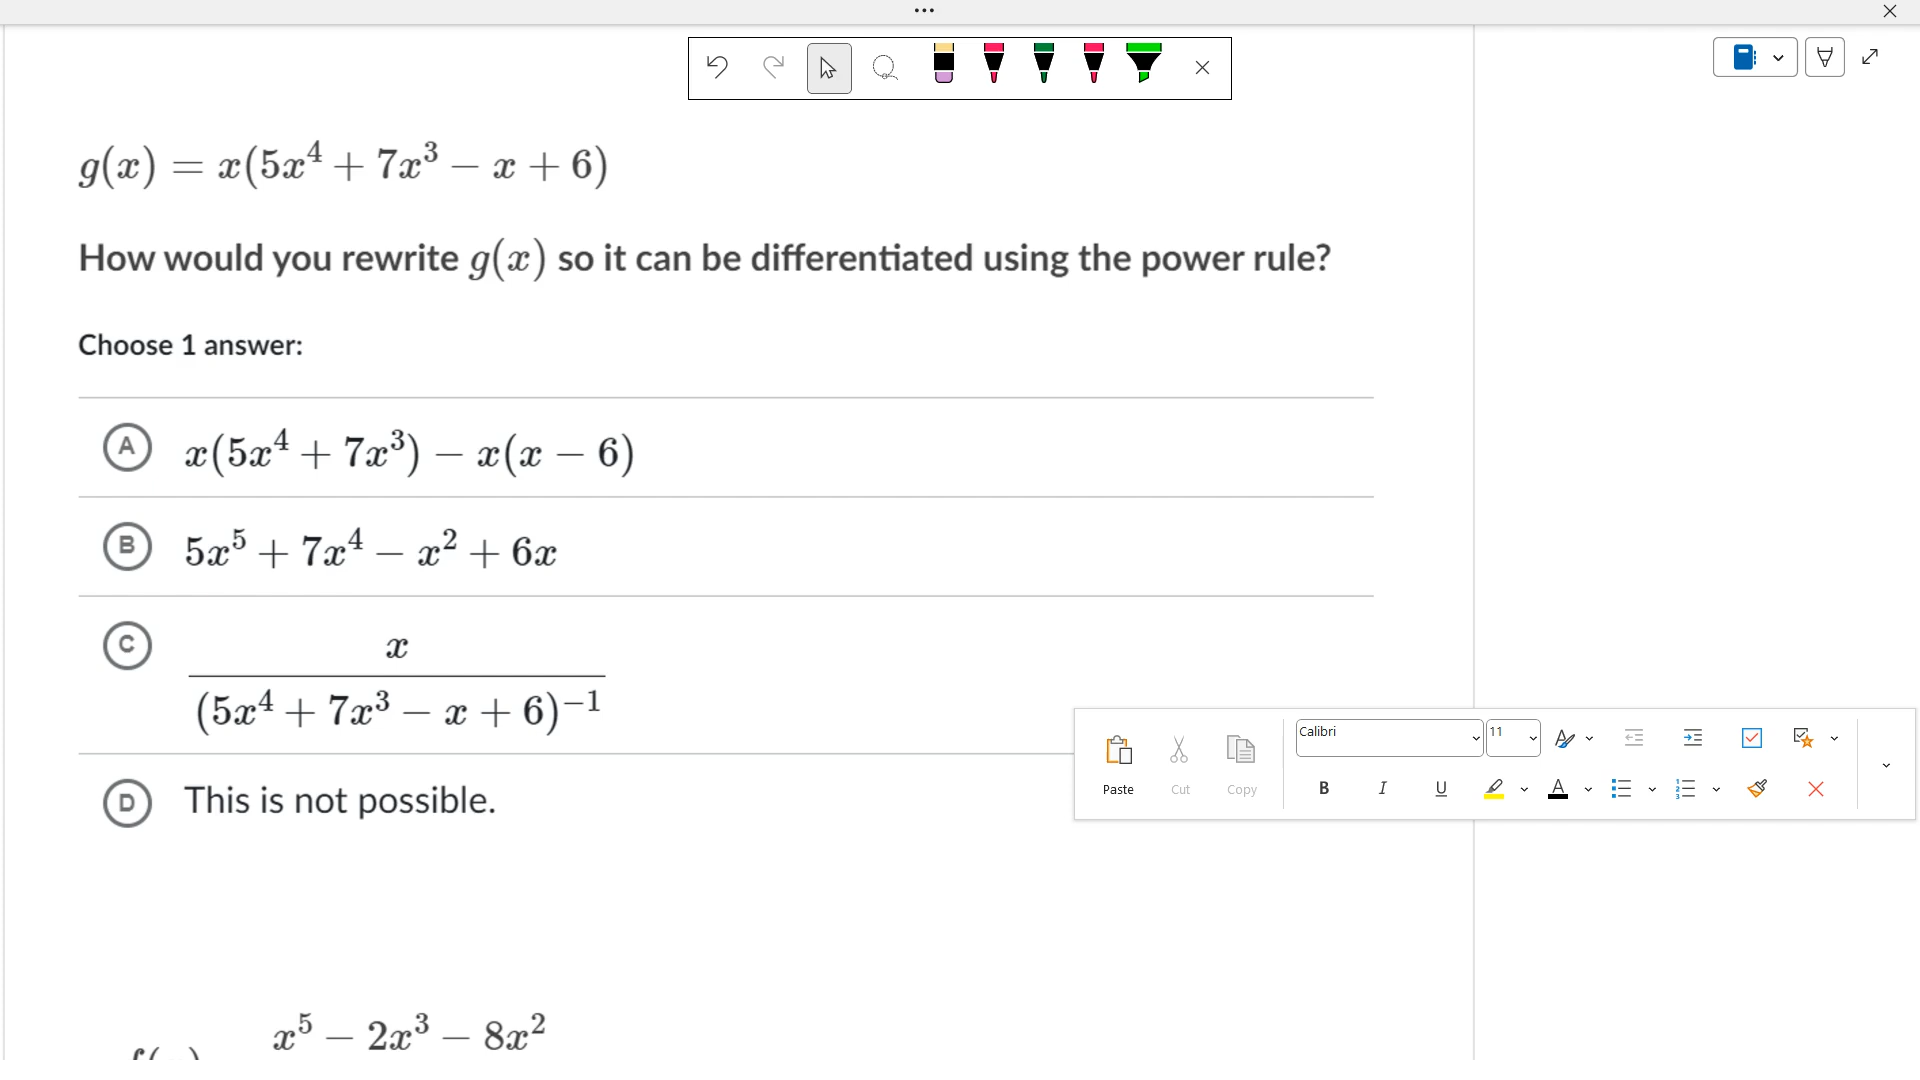 g(x) = x(5x⁴ + 7x³ − x + 6)
How would you rewrite g(x) so it can be differentiated using the power rule?
Choose 1 answer:
A x(5x⁴ + 7x³) − x(x − 6)
B 5x⁵ + 7x⁴ − x² + 6x
C x
(5x⁴ + 7x³ − x + 6)⁻¹
D This is not possible.
Calibri 11
Paste Cut Copy
B I U A
x⁵ − 2x³ − 8x²